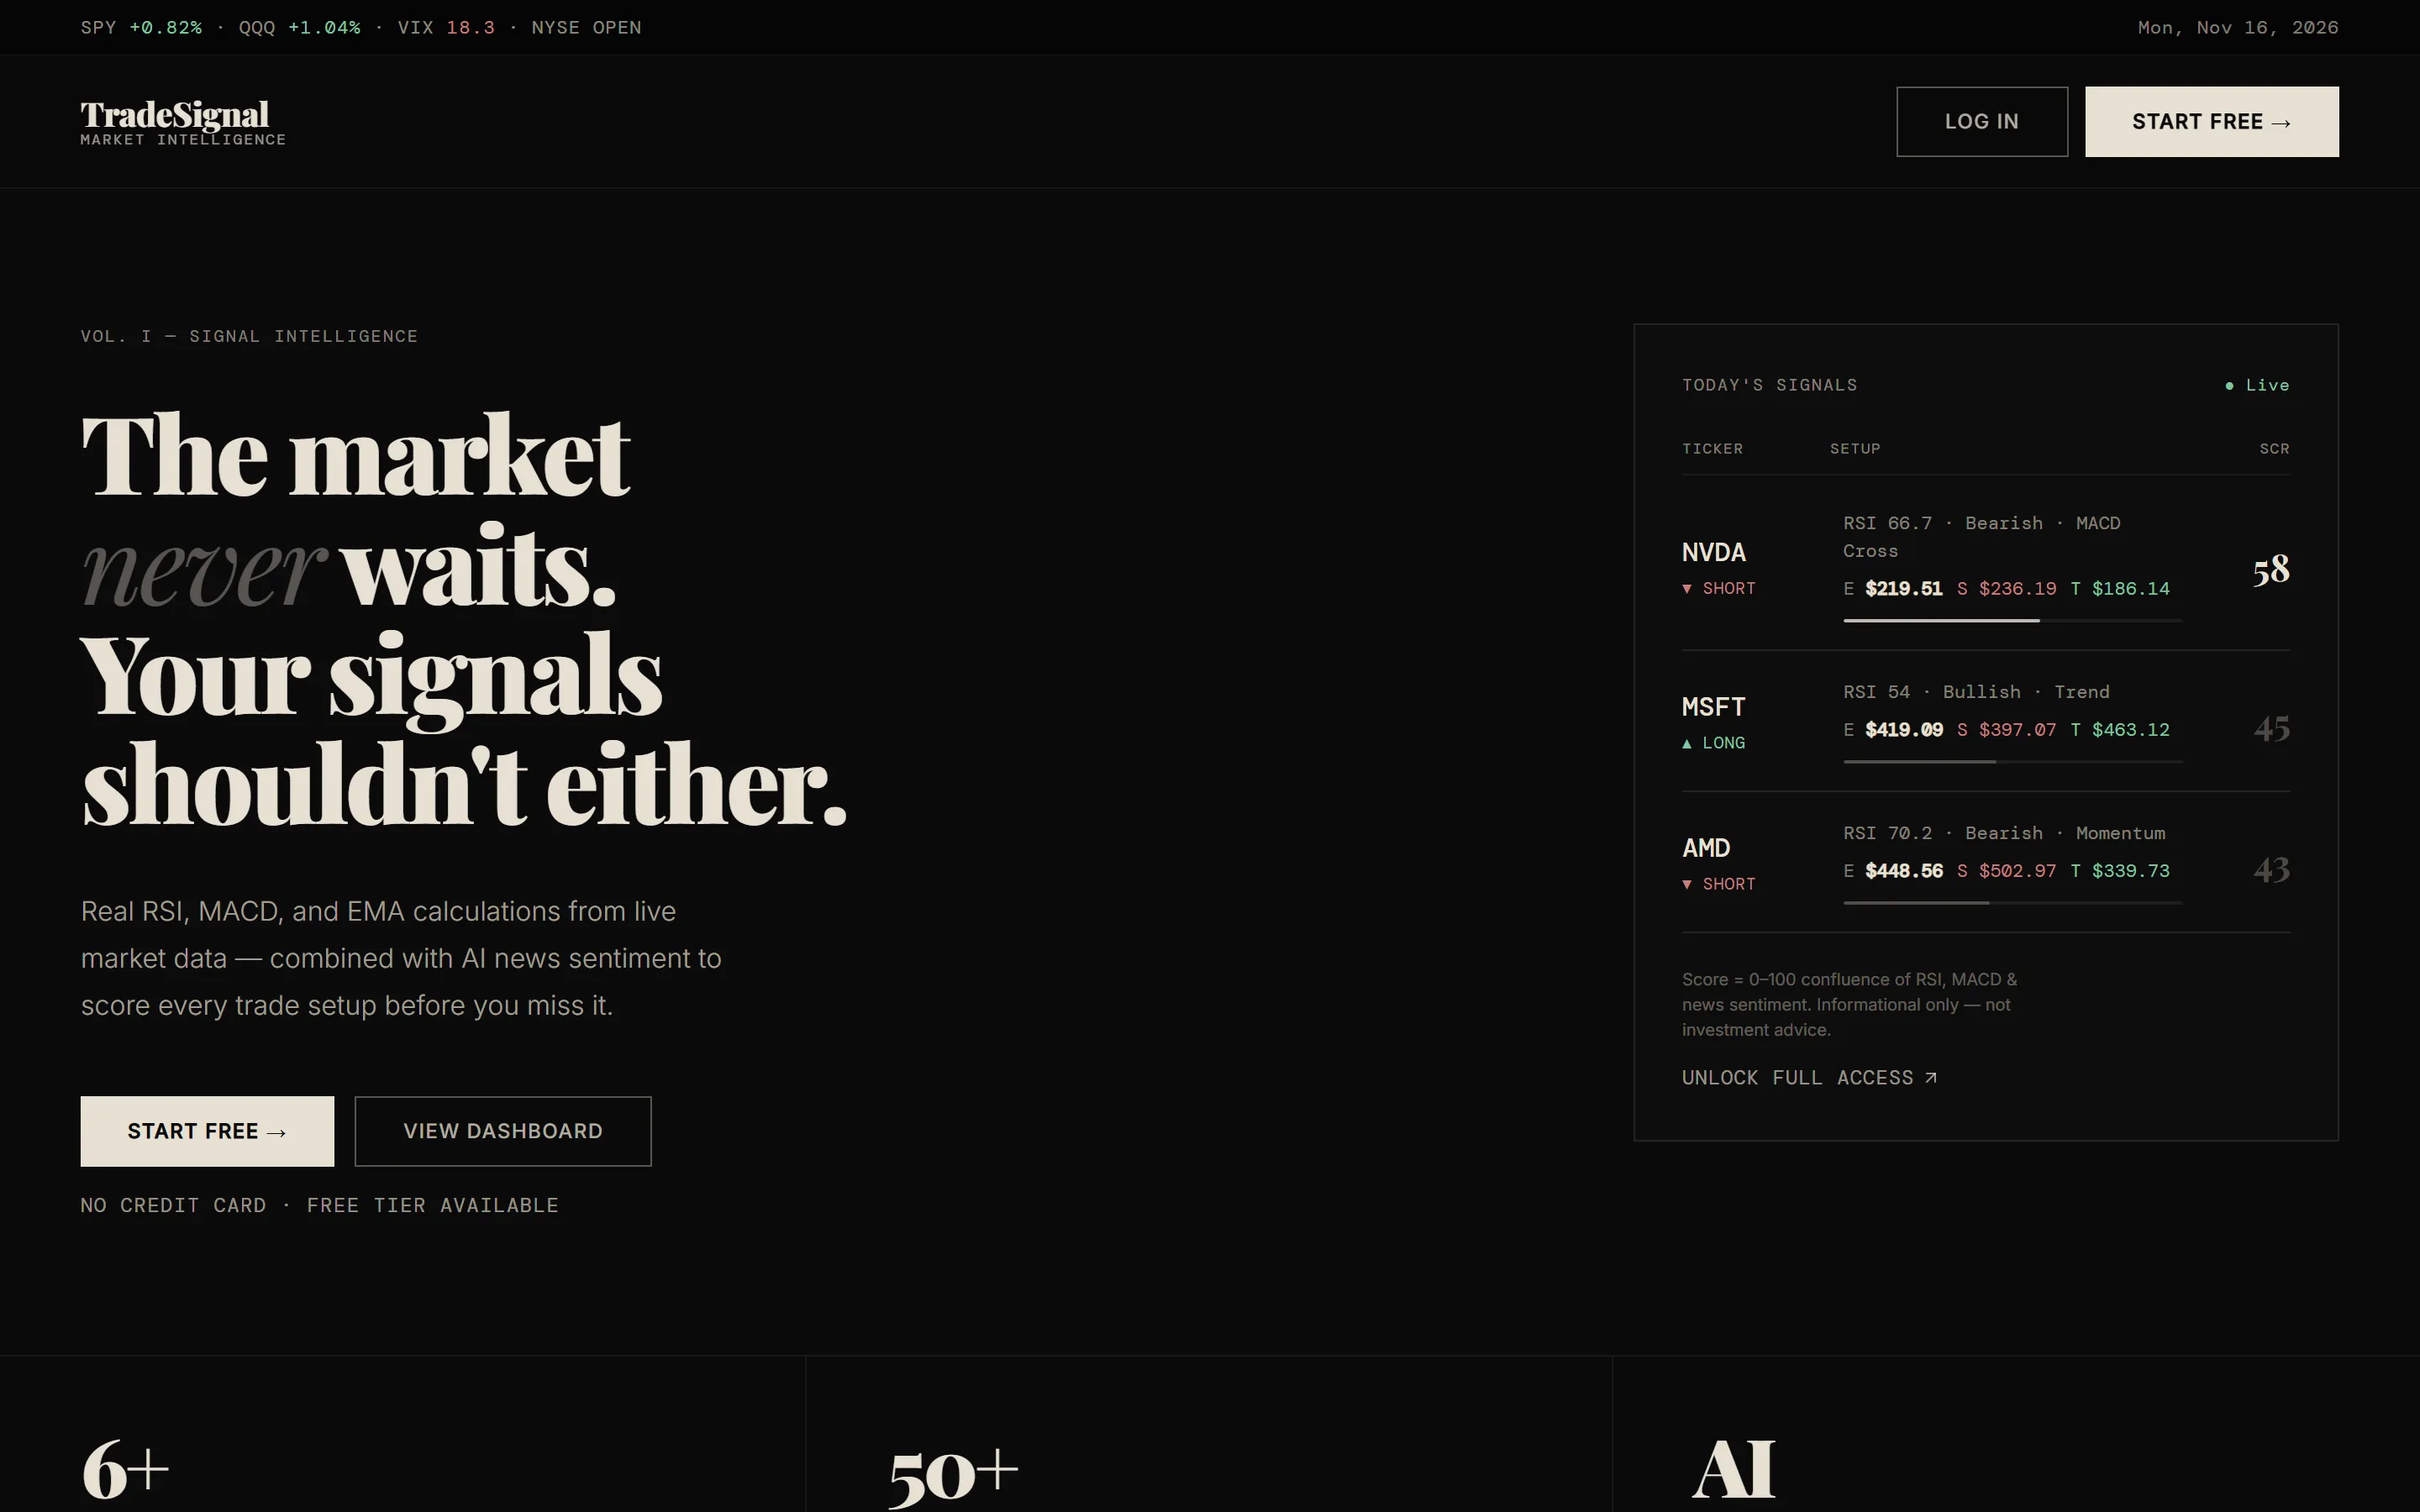 SPY +0.82% · QQQ +1.04% · VIX 18.3 · NYSE OPEN
Mon, Nov 16, 2026
TradeSignal
MARKET INTELLIGENCE
LOG IN
START FREE →
VOL. I — SIGNAL INTELLIGENCE
The market
never waits.
Your signals
shouldn't either.
Real RSI, MACD, and EMA calculations from live
market data — combined with AI news sentiment to
score every trade setup before you miss it.
START FREE →
VIEW DASHBOARD
NO CREDIT CARD · FREE TIER AVAILABLE
TODAY'S SIGNALS
● Live
TICKER SETUP SCR
NVDA
▼ SHORT
RSI 66.7 · Bearish · MACD
Cross
E $219.51 S $236.19 T $186.14
58
MSFT
▲ LONG
RSI 54 · Bullish · Trend
E $419.09 S $397.07 T $463.12
45
AMD
▼ SHORT
RSI 70.2 · Bearish · Momentum
E $448.56 S $502.97 T $339.73
43
Score = 0–100 confluence of RSI, MACD &
news sentiment. Informational only — not
investment advice.
UNLOCK FULL ACCESS ↗
6+
50+
AI